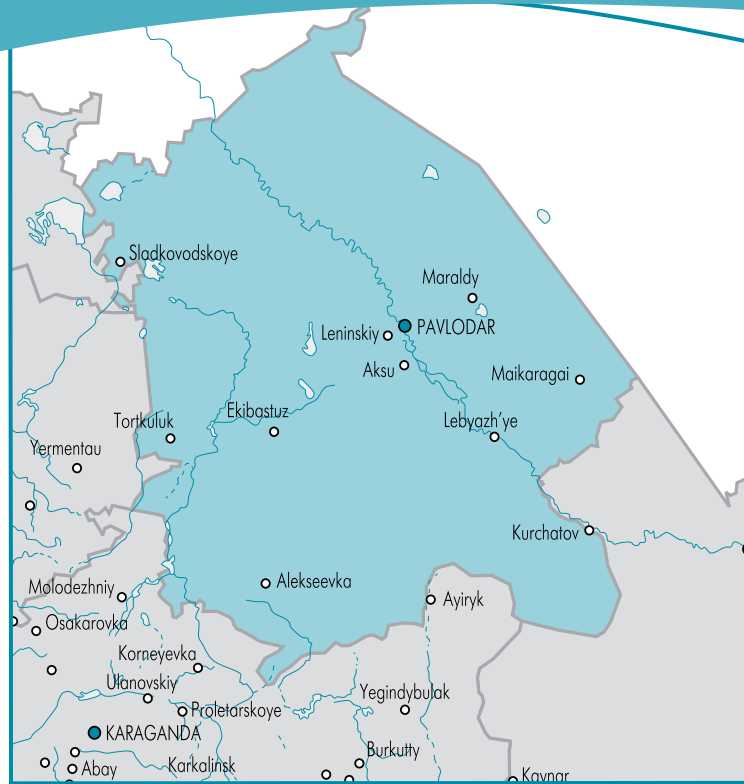 Sladkovodskoye
Maraldy
PAVLODAR
Leninskiy
Aksu
Maikaragai
Ekibastuz
Tortkuluk
Lebyazh'ye
Yermentau
Kurchatov
Alekseevka
Molodezhniy
Ayiryk
Osakarovka
Korneyevka
Ulanovskiy
Yegindybulak
Proletarskoye
KARAGANDA
Burkutty
Abay
Karkalinsk
Kaynar